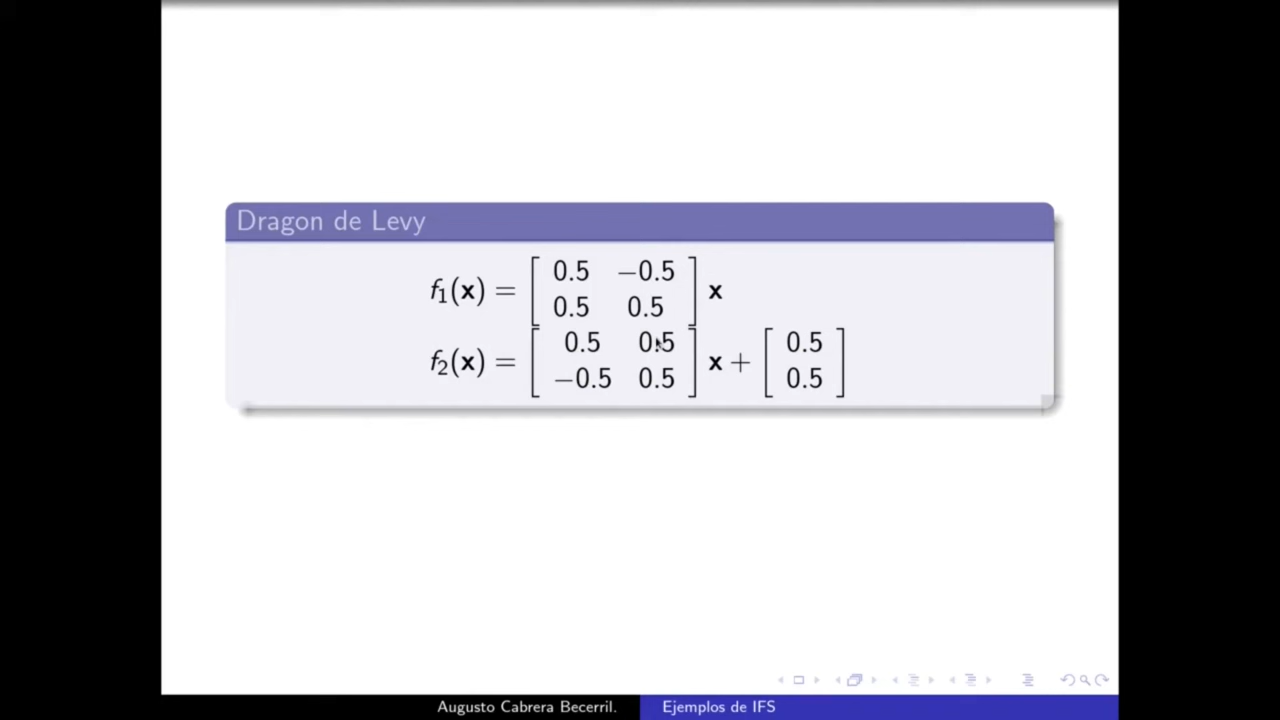 Dragon de Levy
f₁(x) = [ 0.5 −0.5 ; 0.5 0.5 ] x
f₂(x) = [ 0.5 0.5 ; −0.5 0.5 ] x + [ 0.5 ; 0.5 ]
Augusto Cabrera Becerril.
Ejemplos de IFS